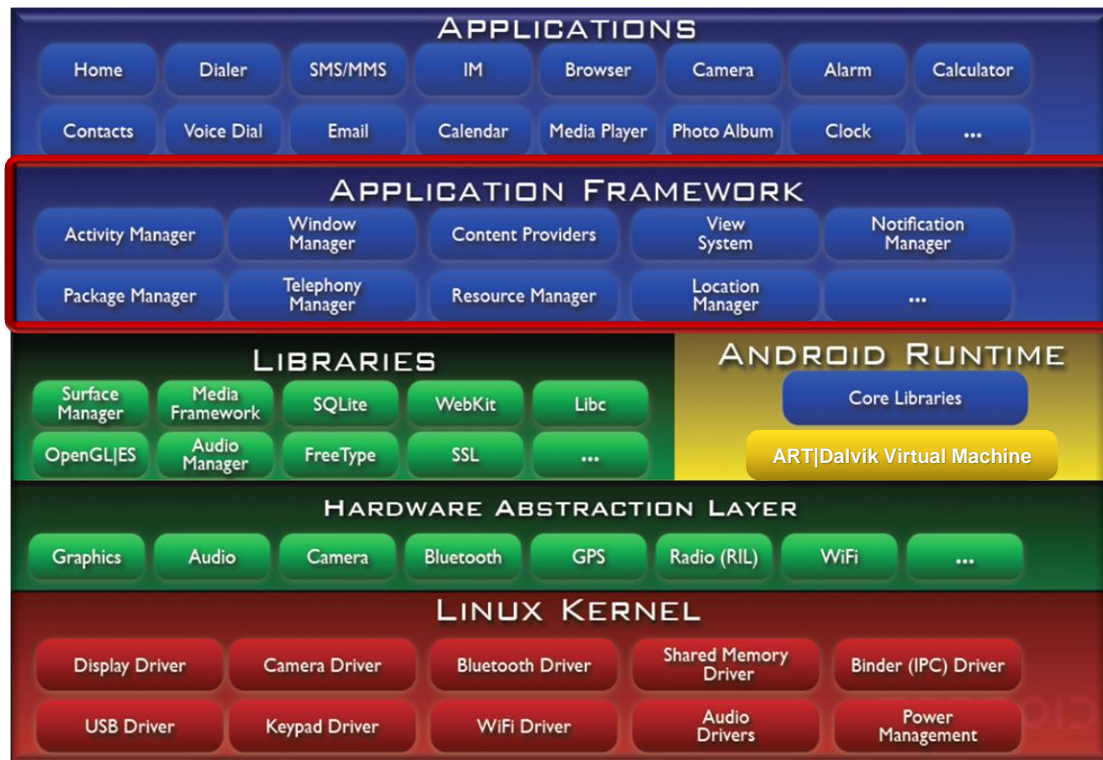 APPLICATIONS
Home Dialer SMS/MMS IM Browser Camera Alarm Calculator
Contacts Voice Dial Email Calendar Media Player Photo Album Clock ...
APPLICATION FRAMEWORK
Activity Manager
Window
Manager
Content Providers
View
System
Notification
Manager
Package Manager
Telephony
Manager
Resource Manager
Location
Manager
...
LIBRARIES
Surface
Manager
Media
Framework
SQLite
WebKit
Libc
OpenGL|ES
Audio
Manager
FreeType
SSL
...
ANDROID RUNTIME
Core Libraries
ART|Dalvik Virtual Machine
HARDWARE ABSTRACTION LAYER
Graphics Audio Camera Bluetooth GPS Radio (RIL) WiFi ...
LINUX KERNEL
Display Driver
Camera Driver
Bluetooth Driver
Shared Memory
Driver
Binder (IPC) Driver
USB Driver
Keypad Driver
WiFi Driver
Audio
Drivers
Power
Management